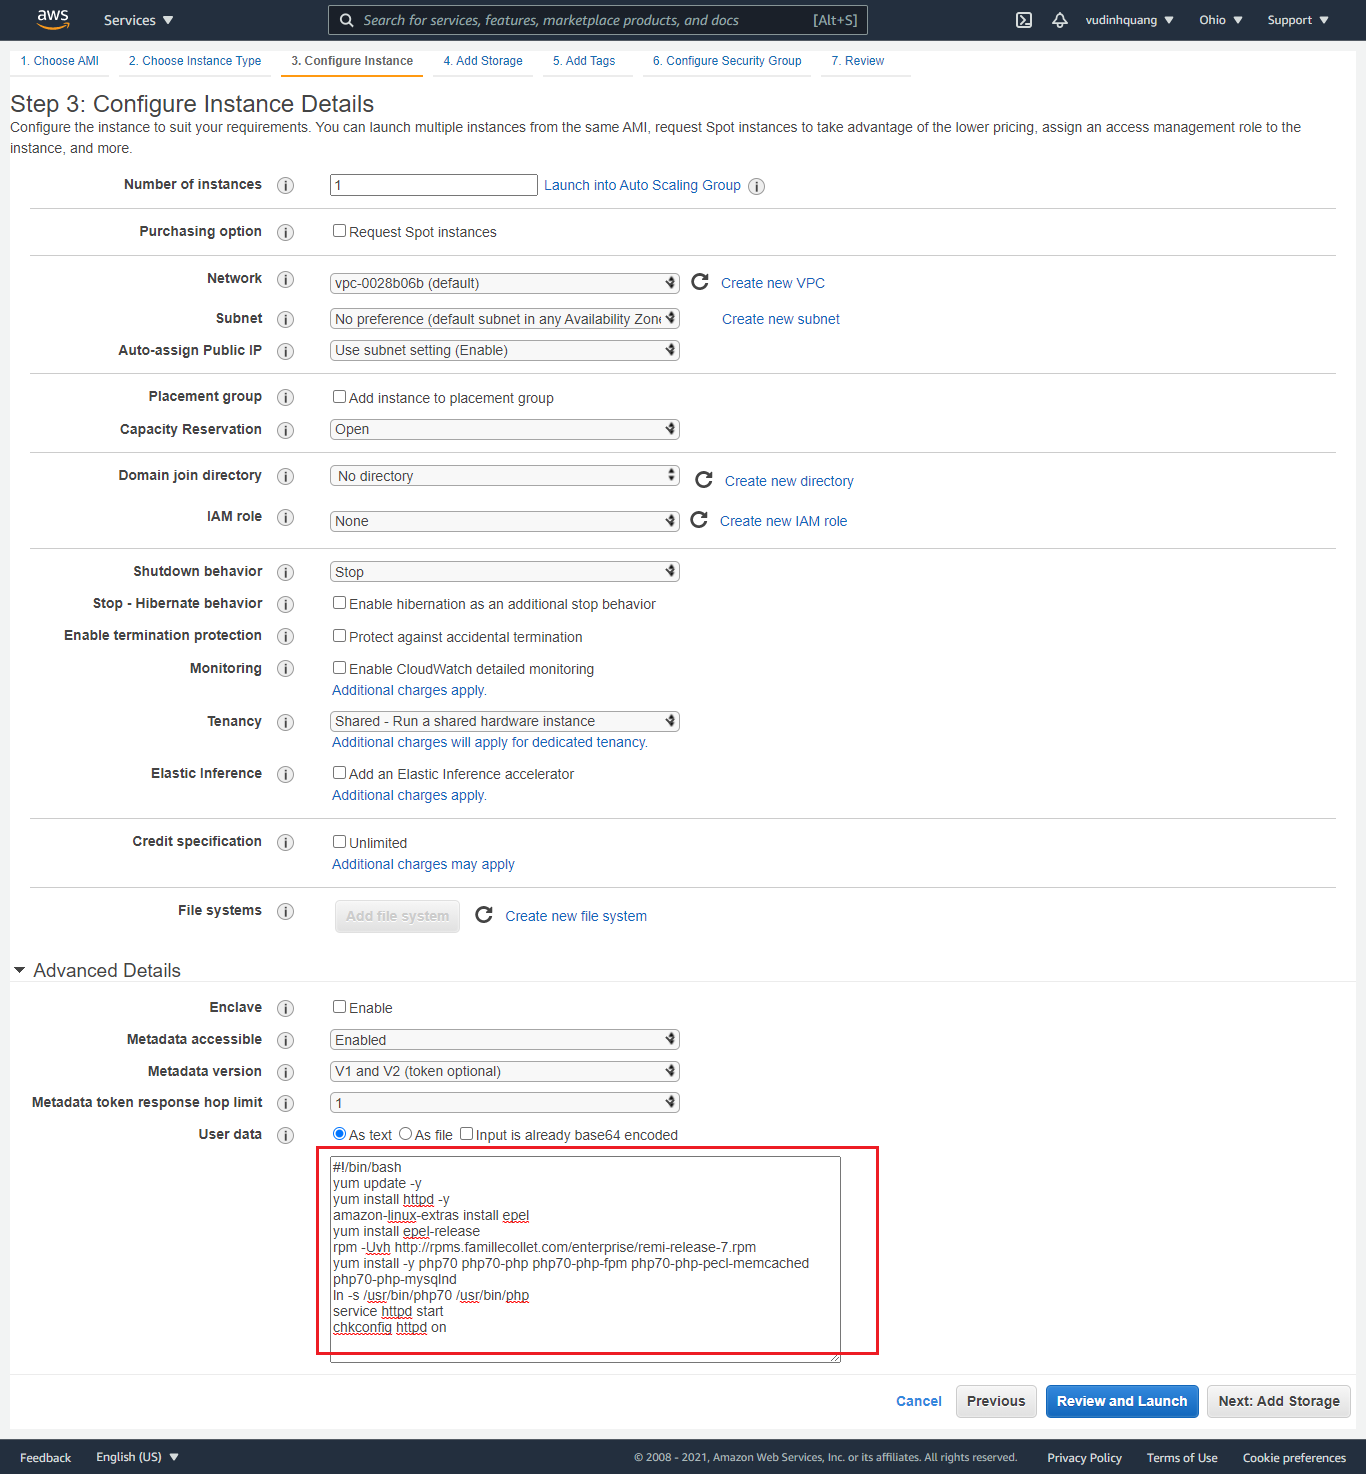 aws Services Search for services, features, marketplace products, and docs [Alt+S] vudinhquang Ohio Support
1. Choose AMI 2. Choose Instance Type 3. Configure Instance 4. Add Storage 5. Add Tags 6. Configure Security Group 7. Review
Step 3: Configure Instance Details
Configure the instance to suit your requirements. You can launch multiple instances from the same AMI, request Spot instances to take advantage of the lower pricing, assign an access management role to the
instance, and more.
Number of instances i 1 Launch into Auto Scaling Group i
Purchasing option i Request Spot instances
Network i vpc-0028b06b (default) Create new VPC
Subnet i No preference (default subnet in any Availability Zone Create new subnet
Auto-assign Public IP i Use subnet setting (Enable)
Placement group i Add instance to placement group
Capacity Reservation i Open
Domain join directory i No directory Create new directory
IAM role i None Create new IAM role
Shutdown behavior i Stop
Stop - Hibernate behavior i Enable hibernation as an additional stop behavior
Enable termination protection i Protect against accidental termination
Monitoring i Enable CloudWatch detailed monitoring
Additional charges apply.
Tenancy i Shared - Run a shared hardware instance
Additional charges will apply for dedicated tenancy.
Elastic Inference i Add an Elastic Inference accelerator
Additional charges apply.
Credit specification i Unlimited
Additional charges may apply
File systems i Add file system Create new file system
Advanced Details
Enclave i Enable
Metadata accessible i Enabled
Metadata version i V1 and V2 (token optional)
Metadata token response hop limit i 1
User data i As text As file Input is already base64 encoded
#!/bin/bash
yum update -y
yum install httpd -y
amazon-linux-extras install epel
yum install epel-release
rpm -Uvh http://rpms.famillecollet.com/enterprise/remi-release-7.rpm
yum install -y php70 php70-php php70-php-fpm php70-php-pecl-memcached
php70-php-mysqlnd
ln -s /usr/bin/php70 /usr/bin/php
service httpd start
chkconfig httpd on
Cancel Previous Review and Launch Next: Add Storage
Feedback English (US) © 2008 - 2021, Amazon Web Services, Inc. or its affiliates. All rights reserved. Privacy Policy Terms of Use Cookie preferences